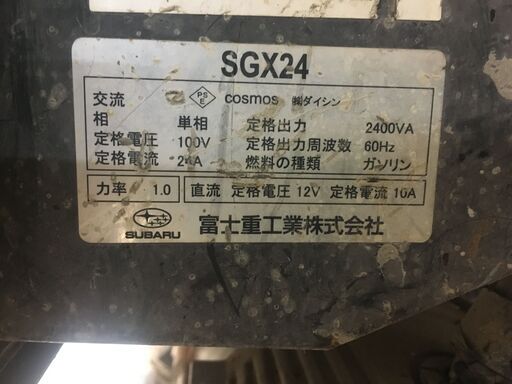 SGX24
交流 PSE cosmos ㈱ダイシン
相 単相 定格出力 2400VA
定格電圧 100V 定格出力周波数 60Hz
定格電流 24A 燃料の種類 ガソリン
力率 1.0 直流 定格電圧 12V 定格電流 10A
SUBARU 富士重工業株式会社